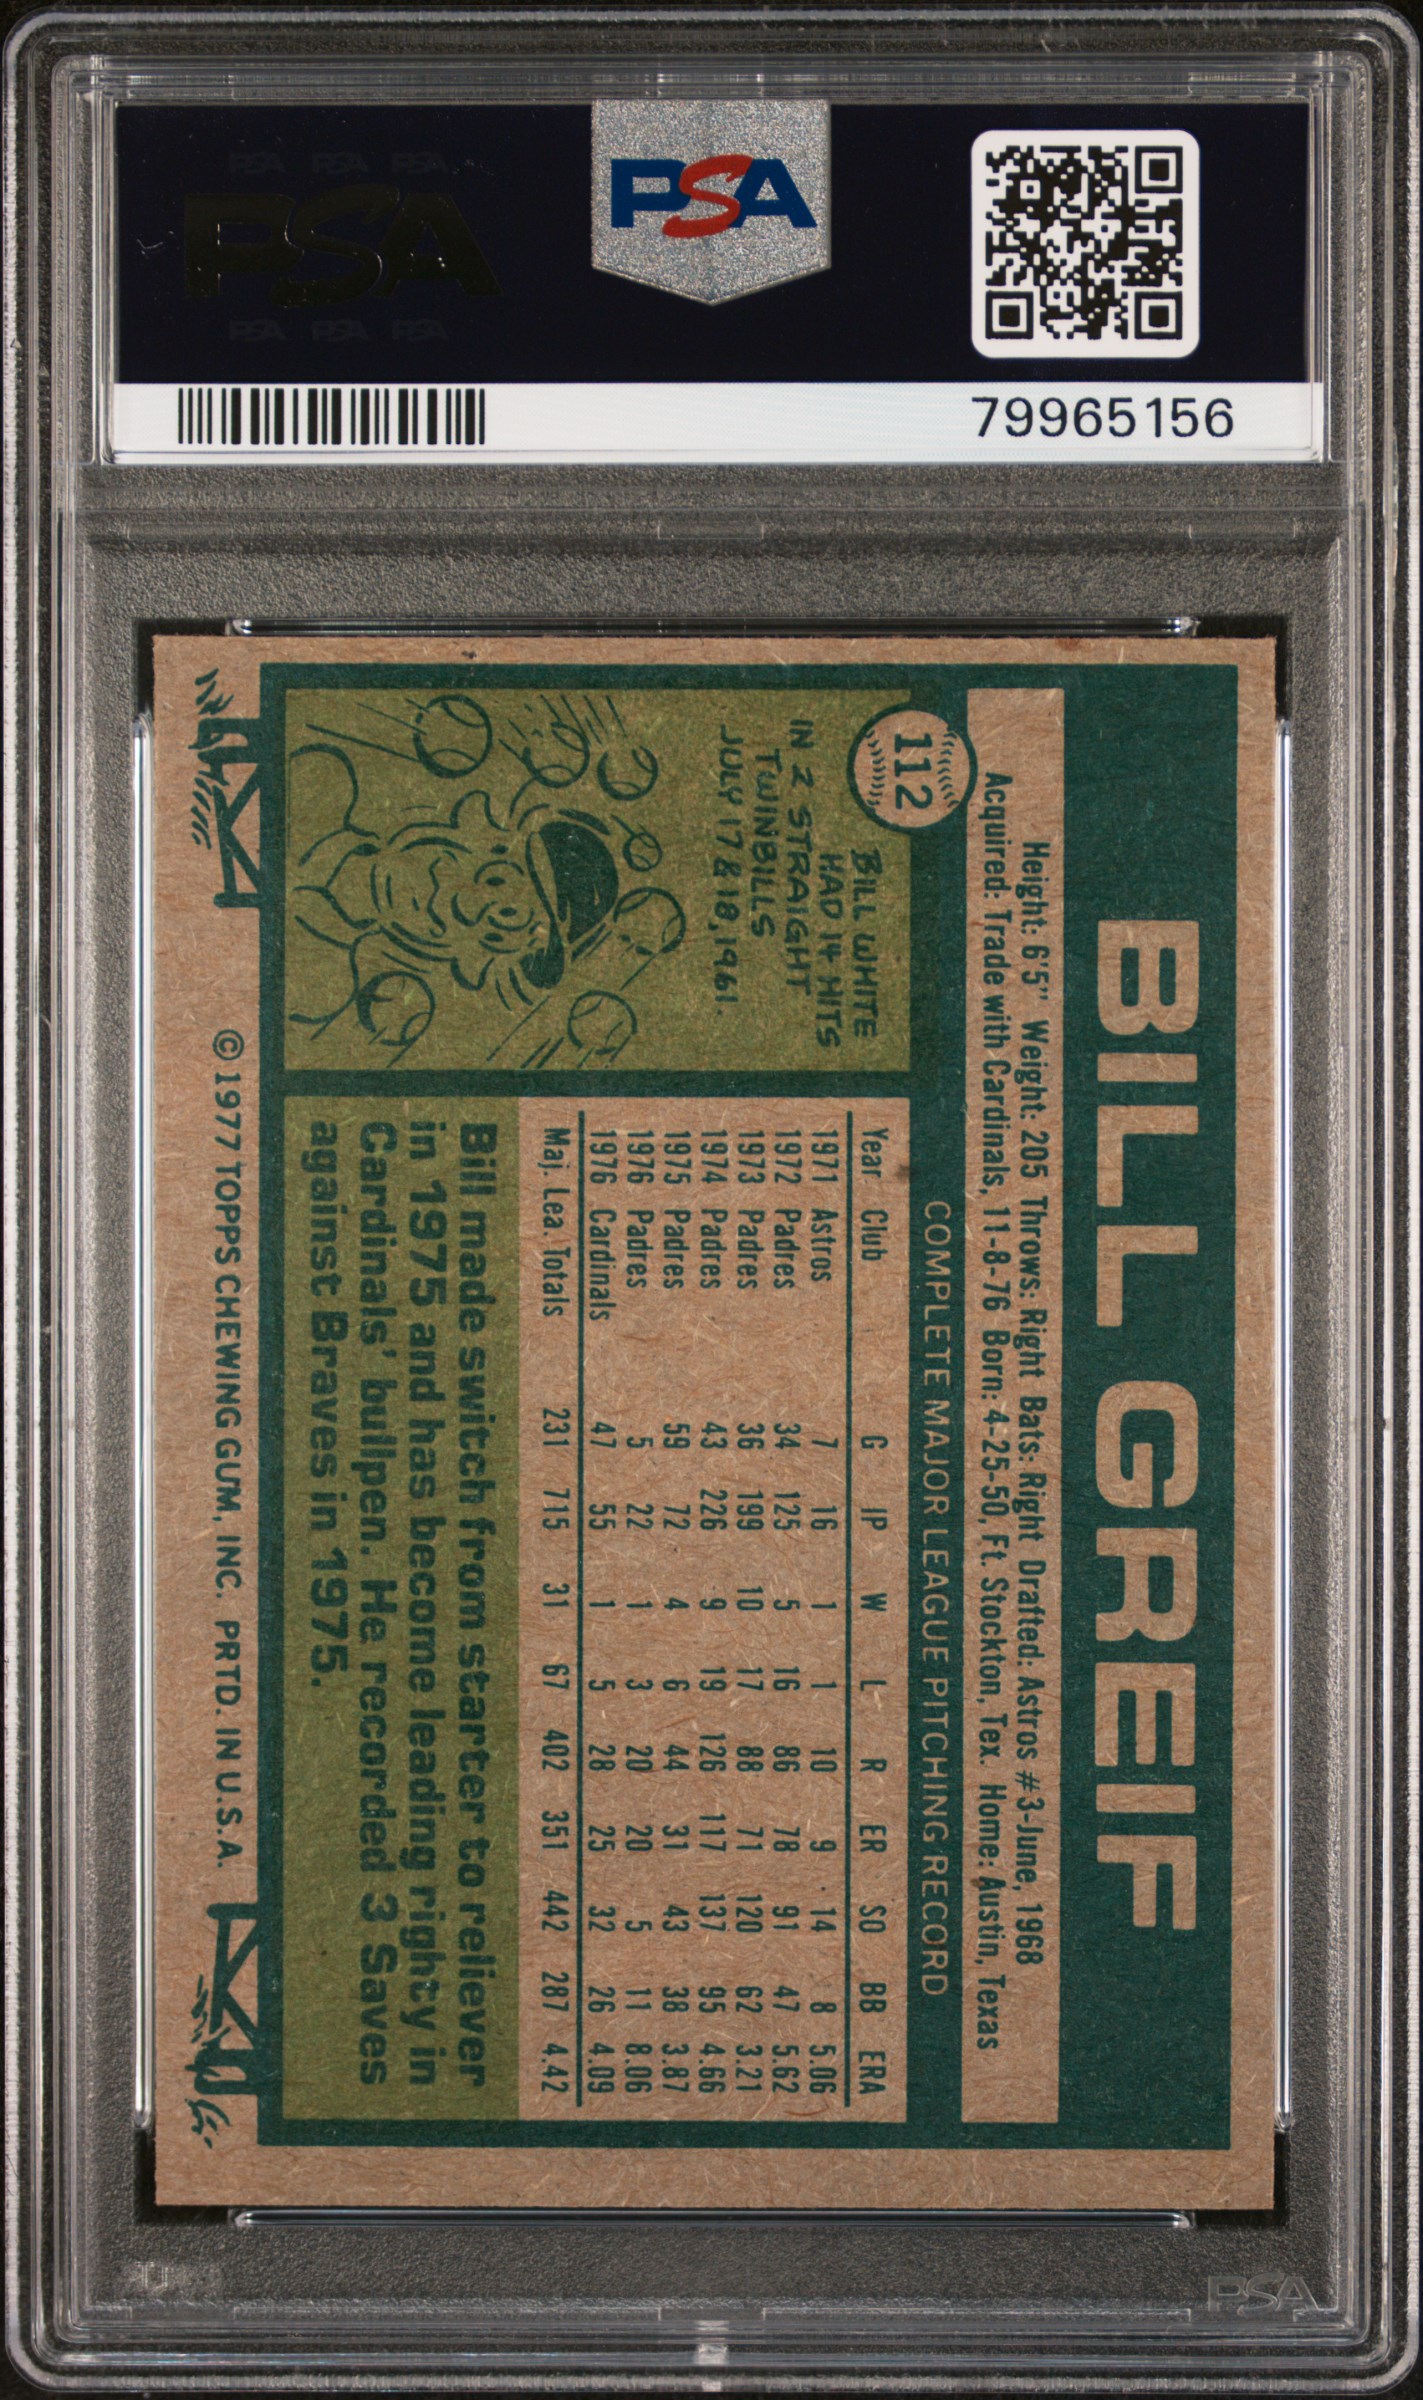 PSA PSA PSA
PSA
PSA PSA PSA
PSA
79965156
BILL GREIF
Height: 6'5" Weight: 205 Throws: Right Bats: Right Drafted: Astros #3-June, 1968
Acquired: Trade with Cardinals, 11-8-76 Born: 4-25-50, Ft. Stockton, Tex. Home: Austin, Texas
112
COMPLETE MAJOR LEAGUE PITCHING RECORD
BILL WHITE
HAD 14 HITS
IN 2 STRAIGHT
TWINBILLS
JULY 17 & 18, 1961.
Year Club G IP W L R ER SO BB ERA
1971 Astros 7 16 1 1 10 9 14 8 5.06
1972 Padres 34 125 5 16 86 78 91 47 5.62
1973 Padres 36 199 10 17 88 71 120 62 3.21
1974 Padres 43 226 9 19 126 117 137 95 4.66
1975 Padres 59 72 4 6 44 31 43 38 3.87
1976 Padres 5 22 1 3 20 20 5 11 8.06
1976 Cardinals 47 55 1 5 28 25 32 26 4.09
Maj. Lea. Totals 231 715 31 67 402 351 442 287 4.42
Bill made switch from starter to reliever
in 1975 and has become leading righty in
Cardinals' bullpen. He recorded 3 Saves
against Braves in 1975.
© 1977 TOPPS CHEWING GUM, INC. PRTD. IN U.S.A.
PSA